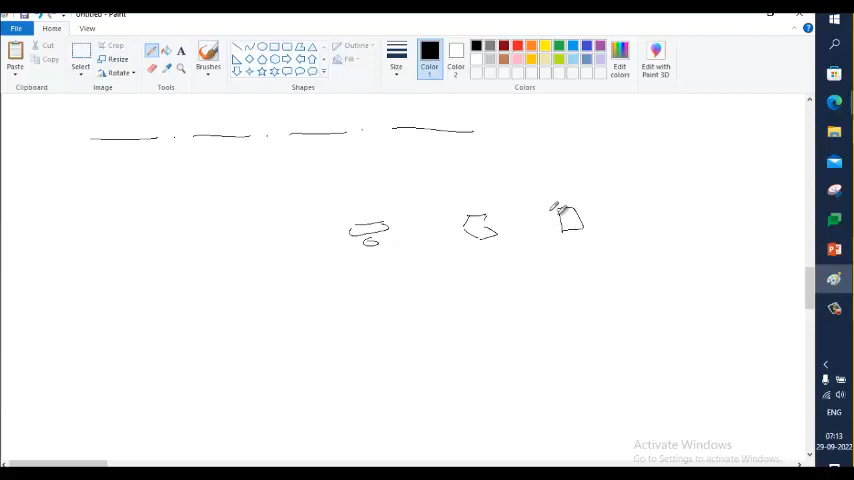 Untitled - Paint
File Home View
Paste Cut Copy Select Crop Resize Rotate A Brushes Outline Fill Size Color 1 Color 2 Edit colors Edit with Paint 3D
Clipboard Image Tools Shapes Colors
Activate Windows
Go to Settings to activate Windows.
ENG
07:13
29-09-2022